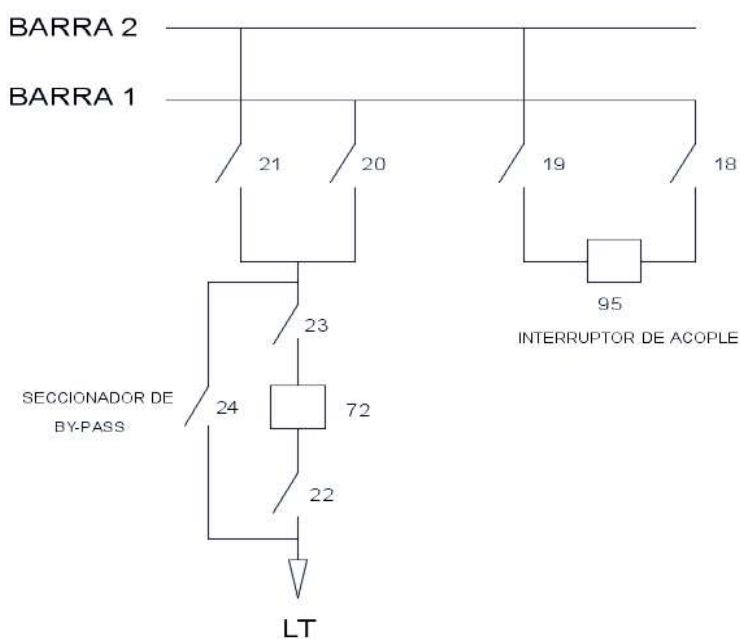 BARRA 2
BARRA 1
21
20
19
18
95
INTERRUPTOR DE ACOPLE
23
SECCIONADOR DE
BY-PASS
24
72
22
LT